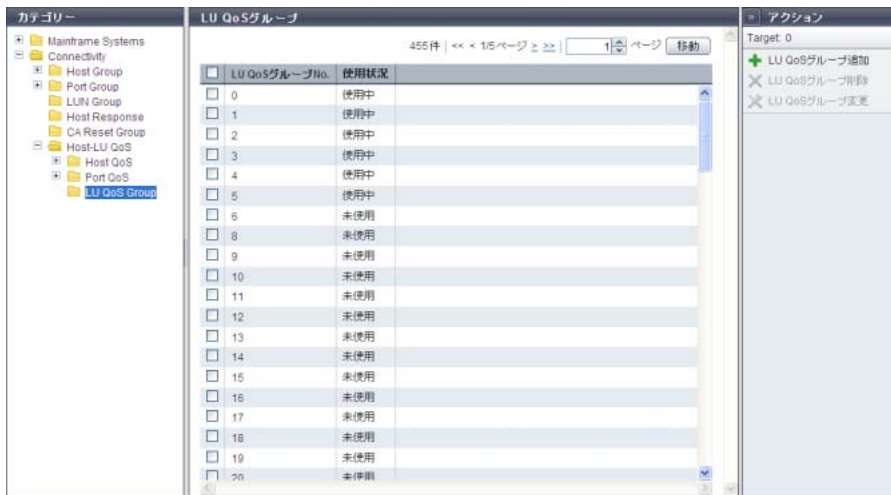 カテゴリー
Mainframe Systems
Connectivity
Host Group
Port Group
LUN Group
Host Response
CA Reset Group
Host-LU QoS
Host QoS
Port QoS
LU QoS Group
LU QoSグループ
455件 | << < 1/5ページ > >> | 1 ページ 移動
LU QoSグループNo. 使用状況
0 使用中
1 使用中
2 使用中
3 使用中
4 使用中
5 使用中
6 未使用
8 未使用
9 未使用
10 未使用
11 未使用
12 未使用
13 未使用
14 未使用
15 未使用
16 未使用
17 未使用
18 未使用
19 未使用
20 未使用
» アクション
Target: 0
LU QoSグループ追加
LU QoSグループ削除
LU QoSグループ変更